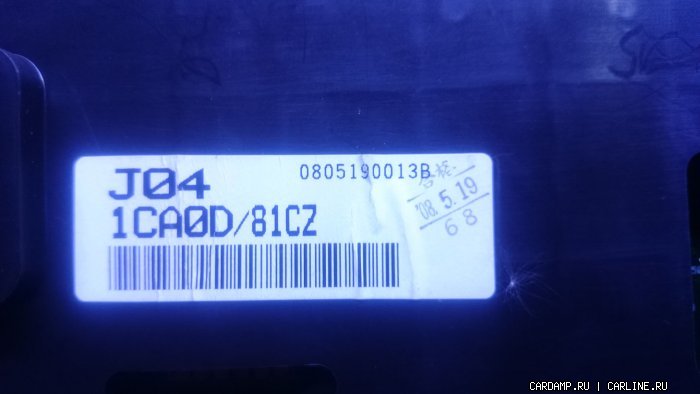 J04
0805190013B
1CA0D/81CZ
合格
'08.5.19
68
CARDAMP.RU | CARLINE.RU